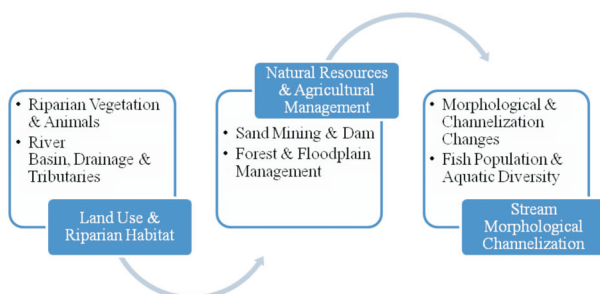 • Riparian Vegetation
& Animals
• River
Basin, Drainage &
Tributaries
Land Use &
Riparian Habitat
Natural Resources
& Agricultural
Management
• Sand Mining & Dam
• Forest & Floodplain
Management
• Morphological &
Channelization
Changes
• Fish Population &
Aquatic Diversity
Stream
Morphological
Channelization